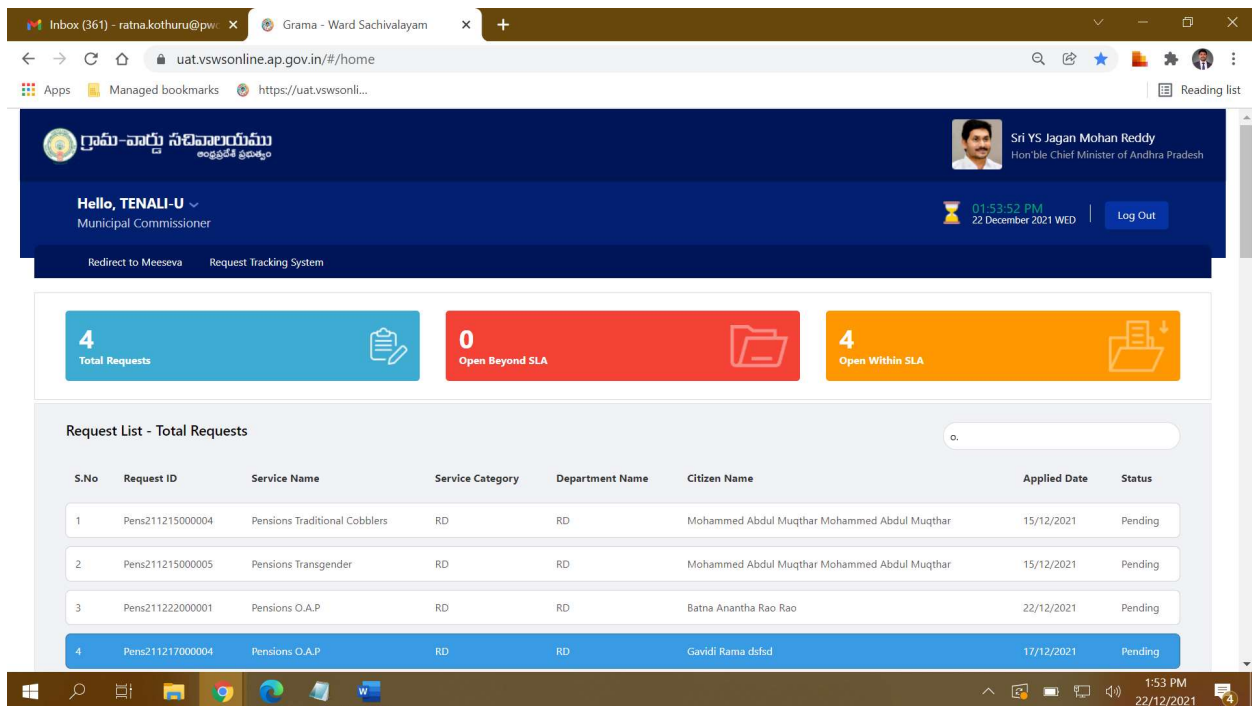 Inbox (361) - ratna.kothuru@pwc
Grama - Ward Sachivalayam
uat.vswsonline.ap.gov.in/#/home
Apps Managed bookmarks https://uat.vswsonli... Reading list
గ్రామ-వార్డు సచివాలయము
ఆంధ్రప్రదేశ్ ప్రభుత్వం
Sri YS Jagan Mohan Reddy
Hon'ble Chief Minister of Andhra Pradesh
Hello, TENALI-U
Municipal Commissioner
01:53:52 PM
22 December 2021 WED
Log Out
Redirect to Meeseva Request Tracking System
4
Total Requests
0
Open Beyond SLA
4
Open Within SLA
Request List - Total Requests
o.
S.No Request ID Service Name Service Category Department Name Citizen Name Applied Date Status
1 Pens211215000004 Pensions Traditional Cobblers RD RD Mohammed Abdul Muqthar Mohammed Abdul Muqthar 15/12/2021 Pending
2 Pens211215000005 Pensions Transgender RD RD Mohammed Abdul Muqthar Mohammed Abdul Muqthar 15/12/2021 Pending
3 Pens211222000001 Pensions O.A.P RD RD Batna Anantha Rao Rao 22/12/2021 Pending
4 Pens211217000004 Pensions O.A.P RD RD Gavidi Rama dsfsd 17/12/2021 Pending
1:53 PM
22/12/2021
4